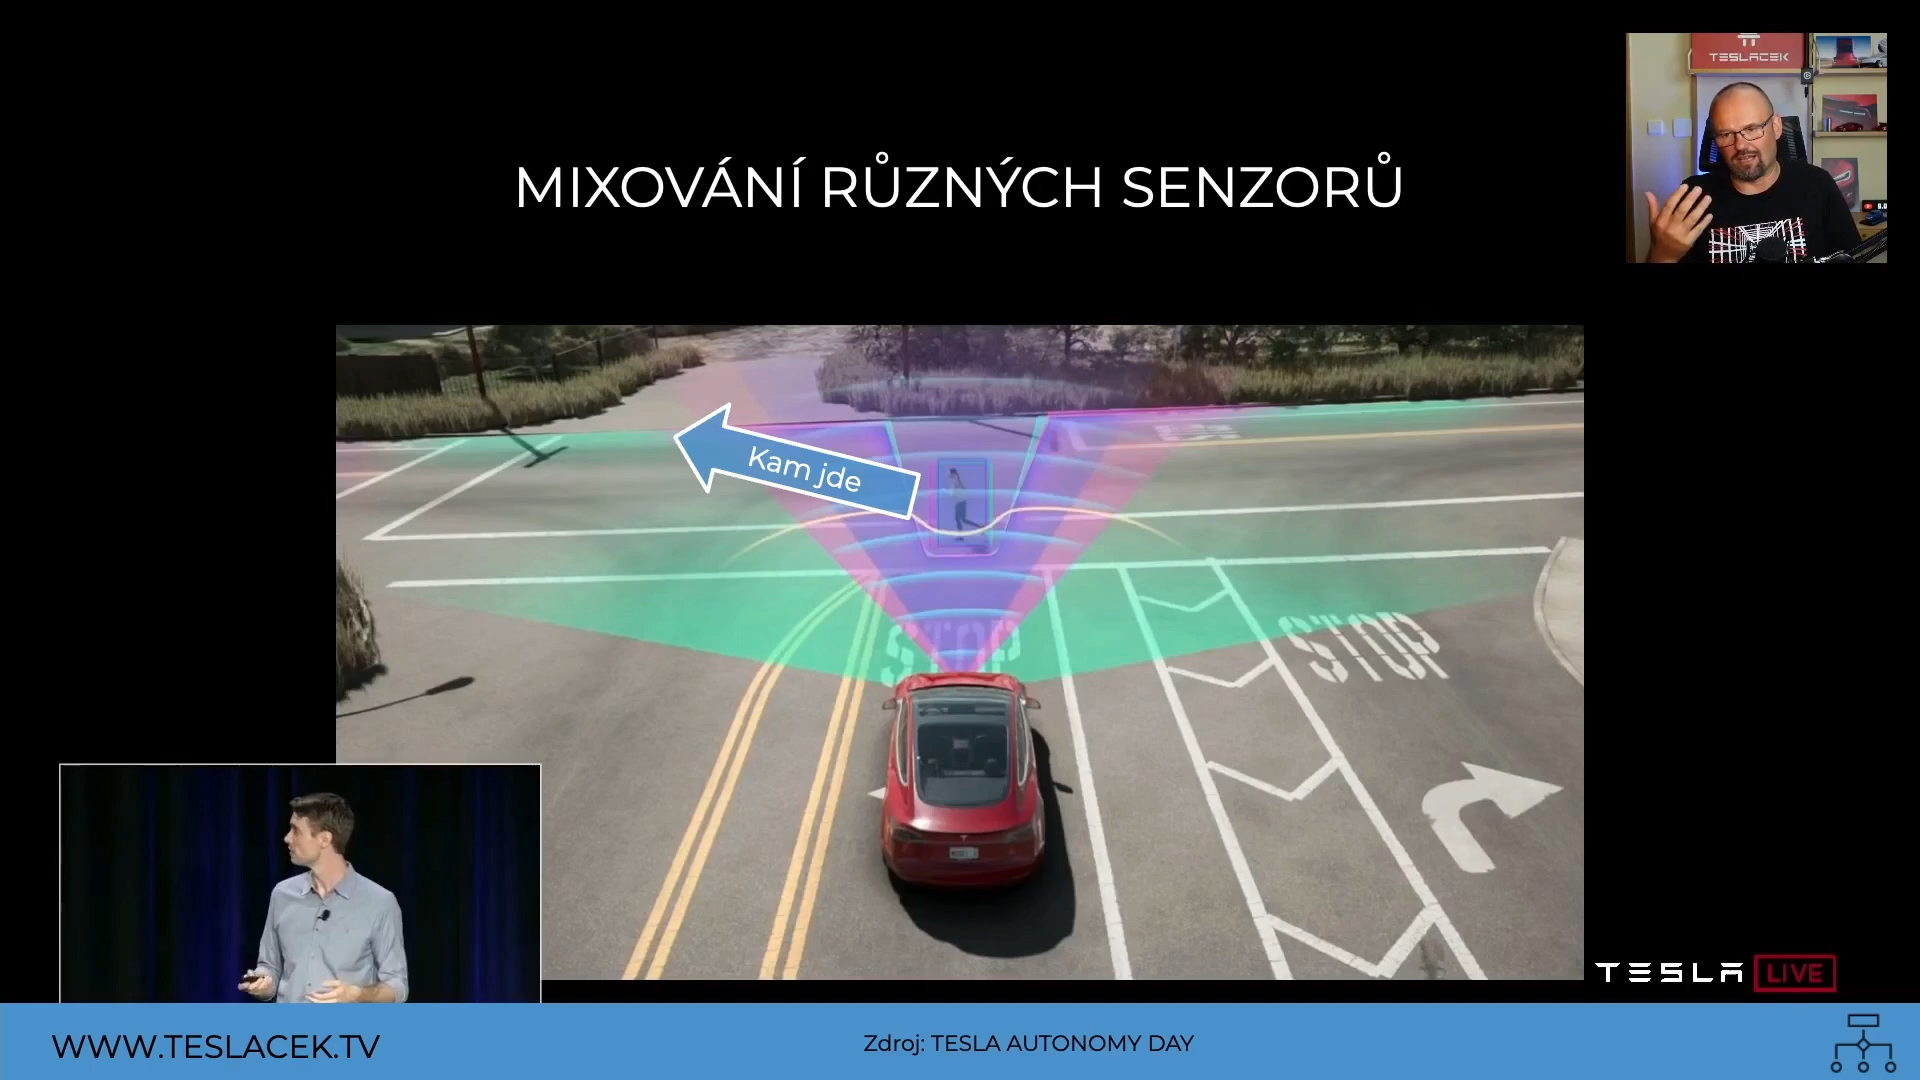 TESLACEK
MIXOVÁNÍ RŮZNÝCH SENZORŮ
Kam jde
STOP
STOP
TESLA LIVE
WWW.TESLACEK.TV
Zdroj: TESLA AUTONOMY DAY